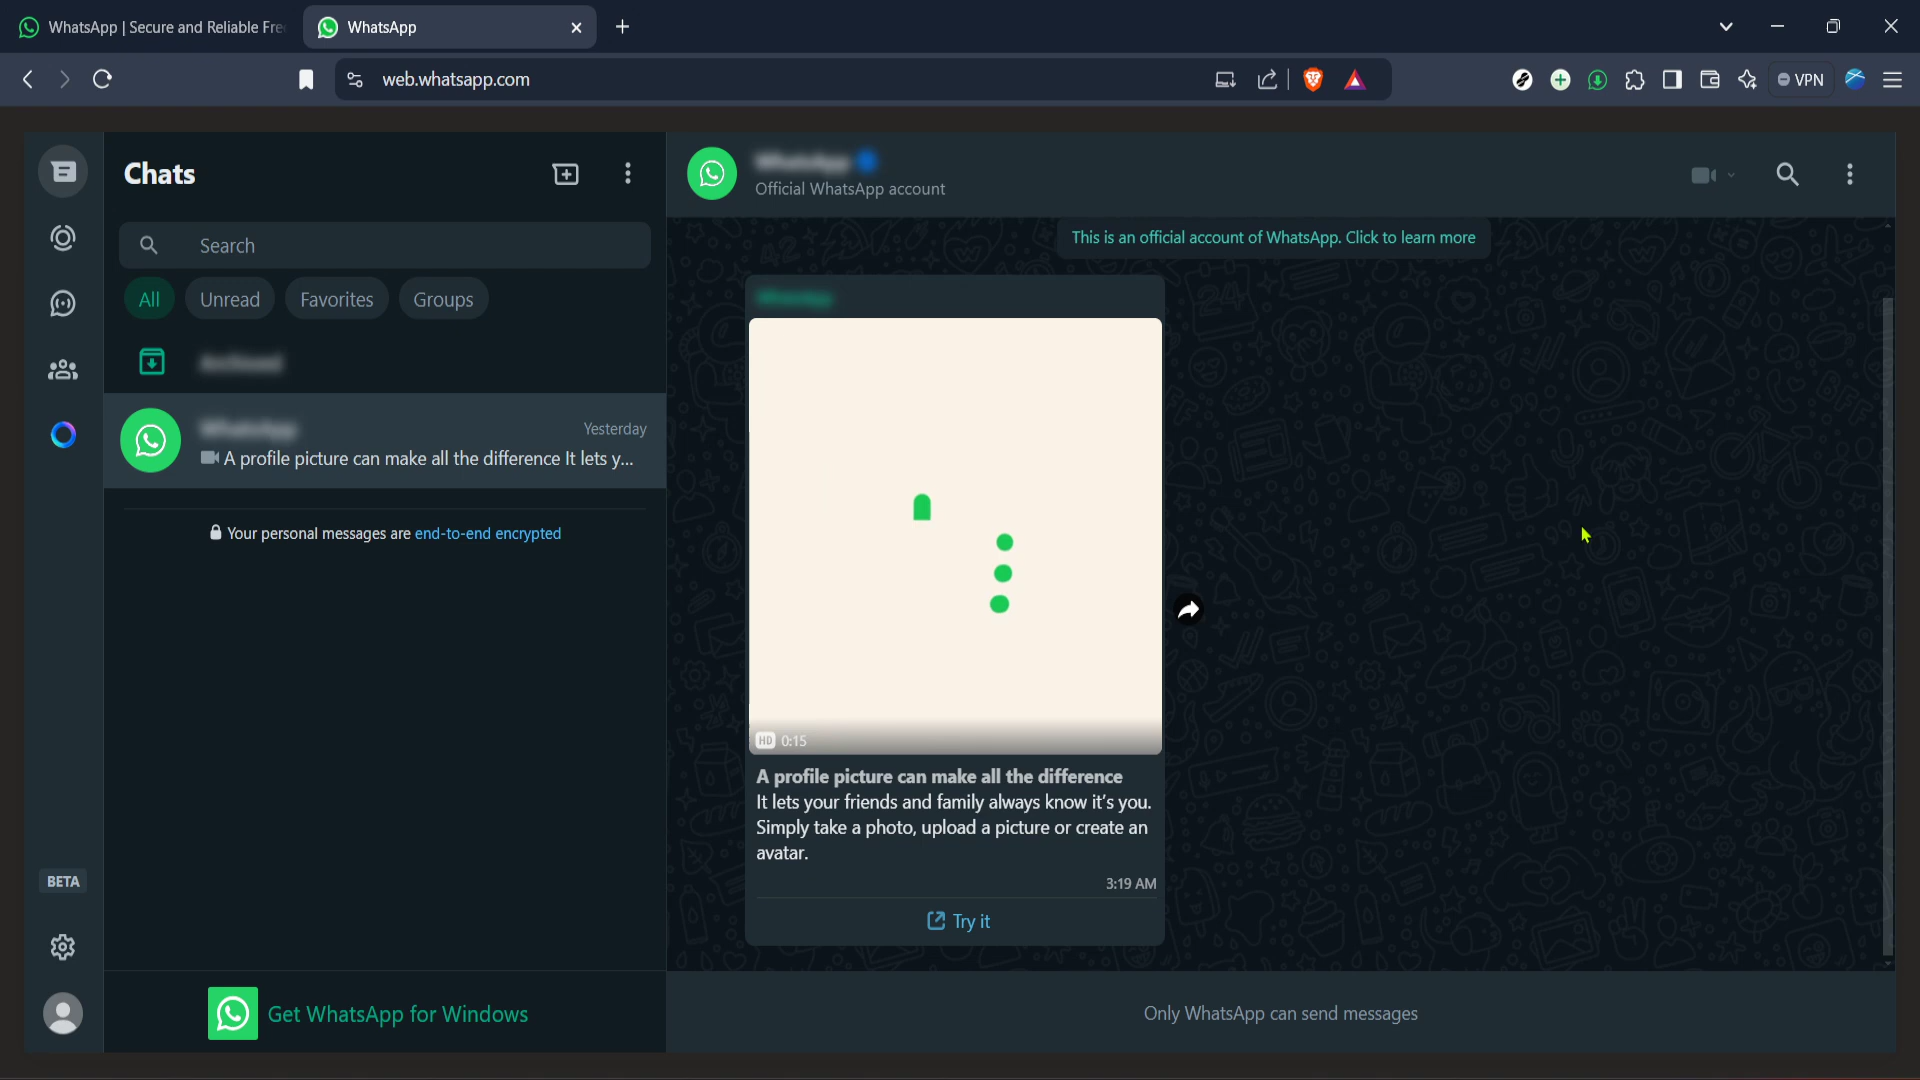 WhatsApp | Secure and Reliable Fre
WhatsApp
web.whatsapp.com
VPN
Chats
Search
All
Unread
Favorites
Groups
Yesterday
A profile picture can make all the difference It lets y...
Your personal messages are end-to-end encrypted
BETA
Get WhatsApp for Windows
Official WhatsApp account
This is an official account of WhatsApp. Click to learn more
HD 0:15
A profile picture can make all the difference
It lets your friends and family always know it's you.
Simply take a photo, upload a picture or create an
avatar.
3:19 AM
Try it
Only WhatsApp can send messages